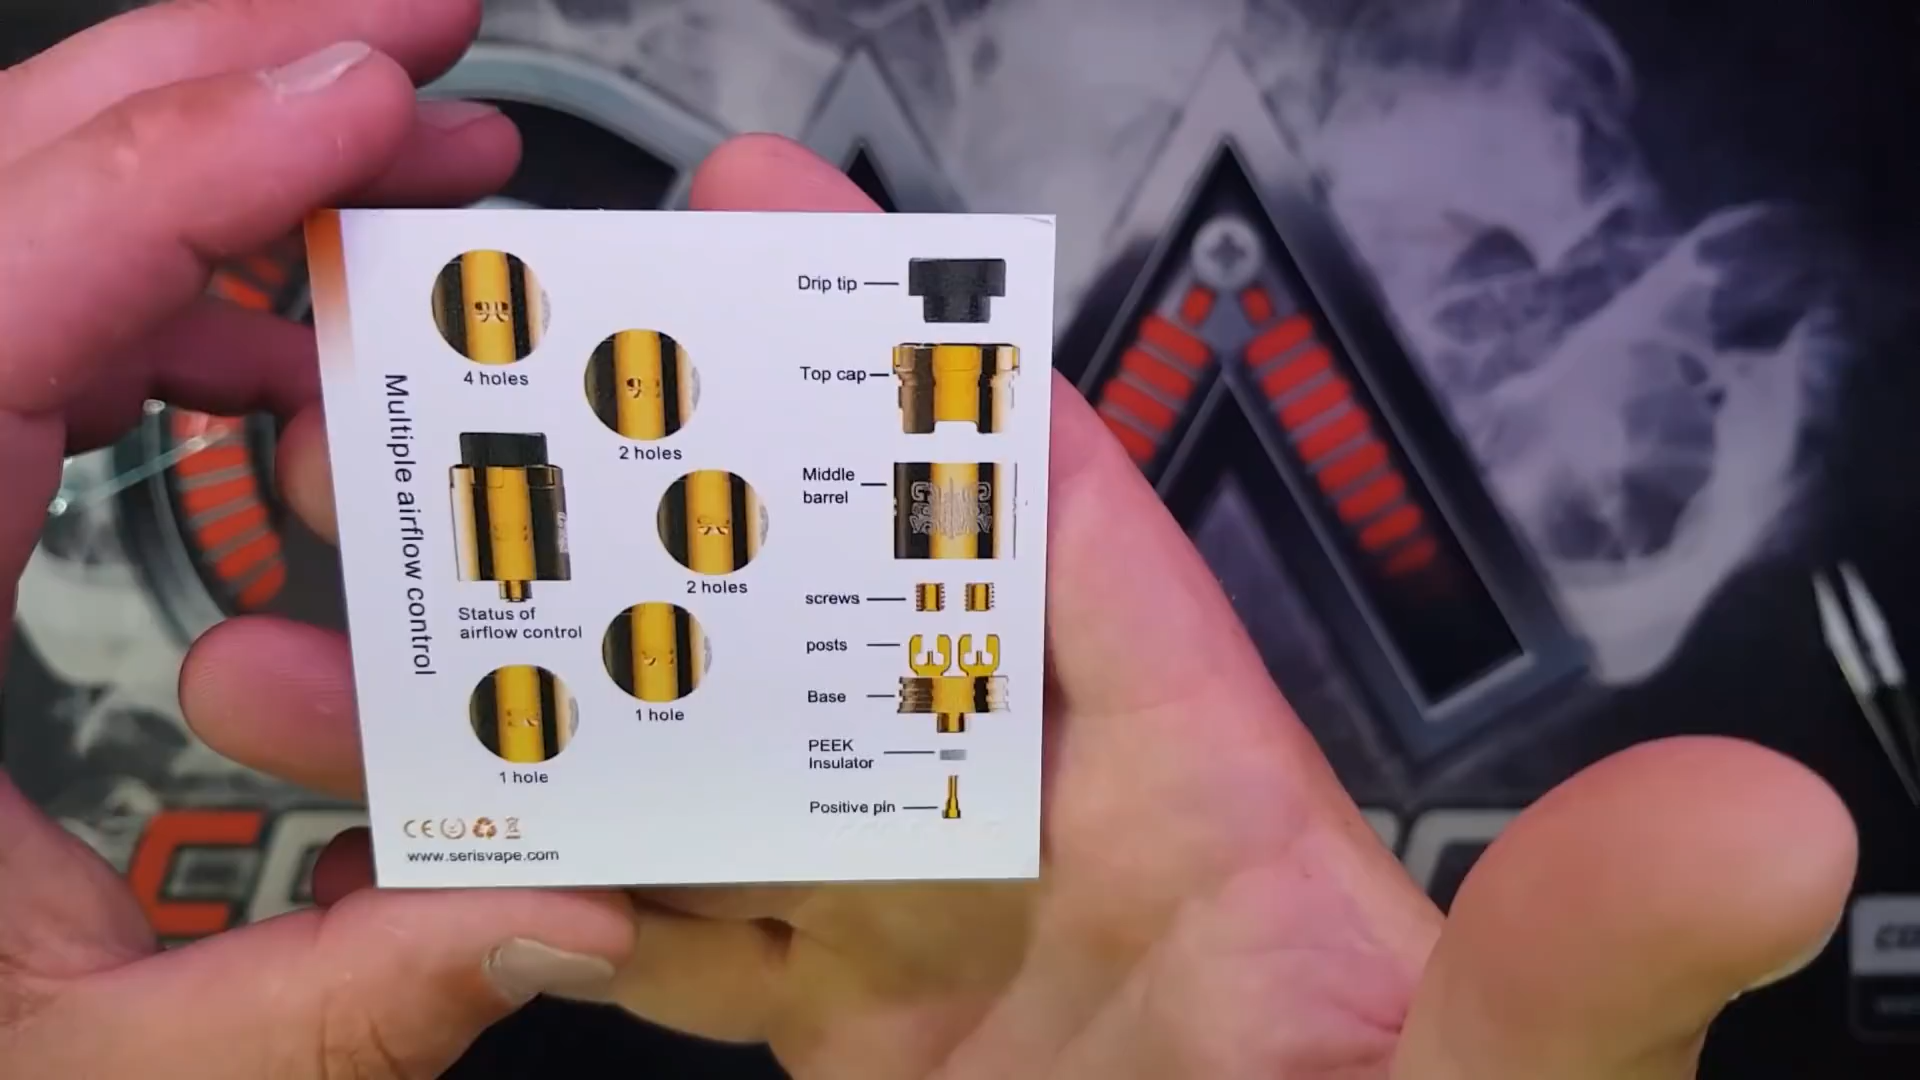 Multiple airflow control
4 holes
2 holes
2 holes
Status of
airflow control
1 hole
1 hole
CE
www.serisvape.com
Drip tip
Top cap
Middle
barrel
screws
posts
Base
PEEK
Insulator
Positive pin